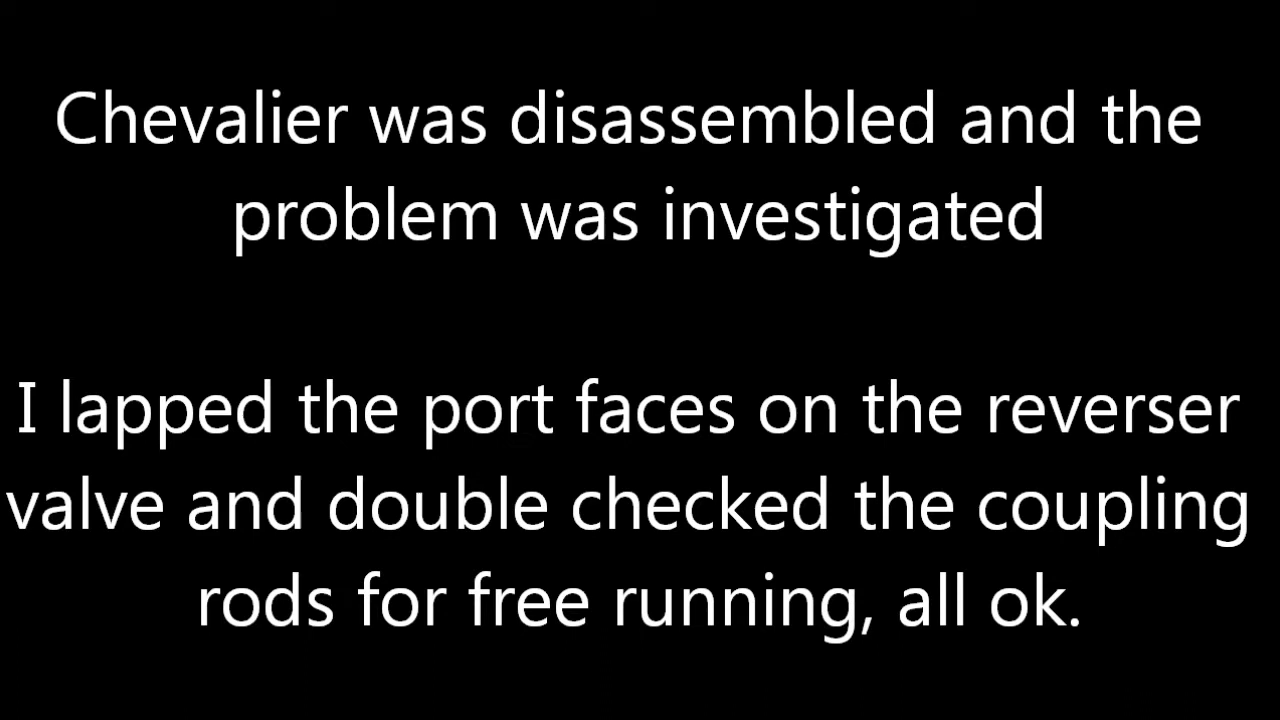 Chevalier was disassembled and the
problem was investigated
I lapped the port faces on the reverser
valve and double checked the coupling
rods for free running, all ok.